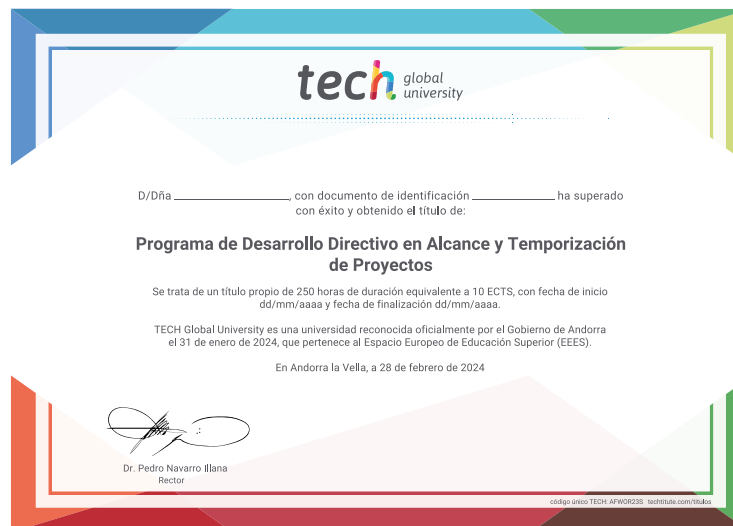 tech global university
D/Dña ______________, con documento de identificación ______________ ha superado
con éxito y obtenido el título de:
Programa de Desarrollo Directivo en Alcance y Temporización
de Proyectos
Se trata de un título propio de 250 horas de duración equivalente a 10 ECTS, con fecha de inicio
dd/mm/aaaa y fecha de finalización dd/mm/aaaa.
TECH Global University es una universidad reconocida oficialmente por el Gobierno de Andorra
el 31 de enero de 2024, que pertenece al Espacio Europeo de Educación Superior (EEES).
En Andorra la Vella, a 28 de febrero de 2024
Dr. Pedro Navarro Illana
Rector
código único TECH: AFWOR23S techtitute.com/titulos